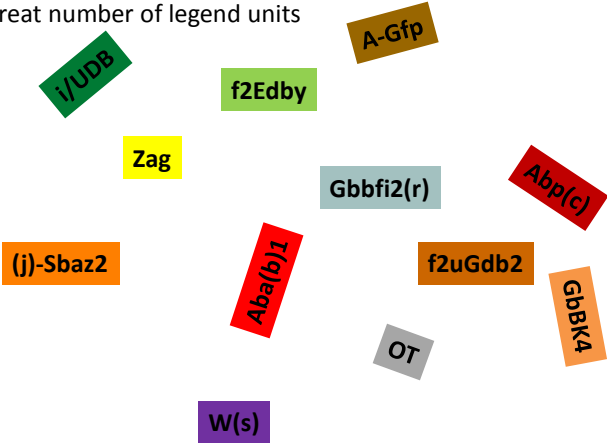 reat number of legend units
A-Gfp
i/UDB
f2Edby
Zag
Gbbfi2(r)
Abp(c)
(j)-Sbaz2
Aba(b)1
f2uGdb2
GbBK4
OT
W(s)